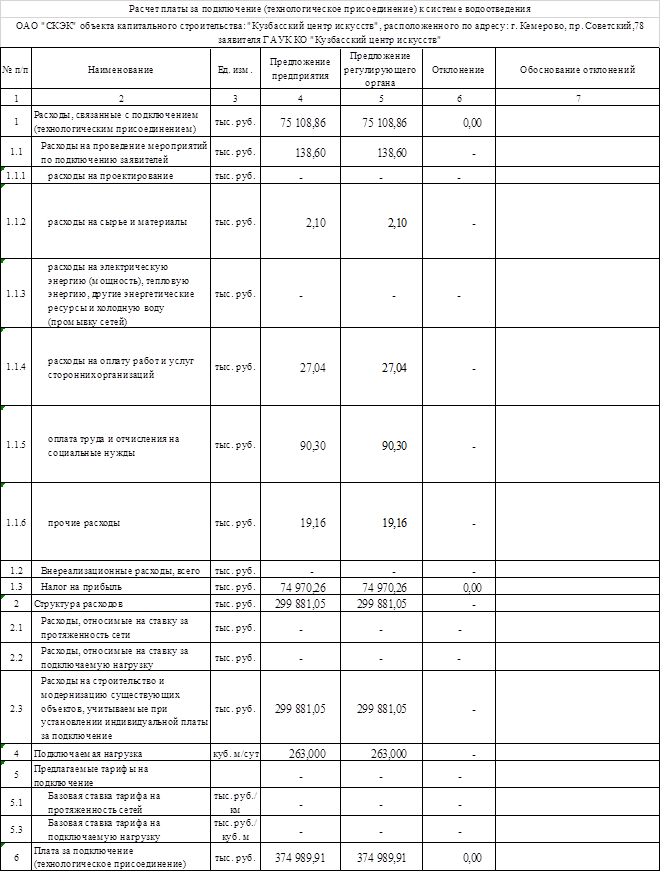 Расчет платы за подключение (технологическое присоединение) к системе водоотведения
ОАО "СКЭК" объекта капитального строительства: "Кузбасский центр искусств", расположенного по адресу: г. Кемерово, пр. Советский,78
заявителя ГАУК КО "Кузбасский центр искусств"
№ п/п Наименование Ед. изм. Предложение предприятия Предложение регулирующего органа Отклонение Обоснование отклонений
1 2 3 4 5 6 7
1 Расходы, связанные с подключением (технологическим присоединением) тыс. руб. 75 108,86 75 108,86 0,00
1.1 Расходы на проведение мероприятий по подключению заявителей тыс. руб. 138,60 138,60 -
1.1.1 расходы на проектирование тыс. руб. - - -
1.1.2 расходы на сырье и материалы тыс. руб. 2,10 2,10 -
1.1.3 расходы на электрическую энергию (мощность), тепловую энергию, другие энергетические ресурсы и холодную воду (промывку сетей) тыс. руб. - - -
1.1.4 расходы на оплату работ и услуг сторонних организаций тыс. руб. 27,04 27,04 -
1.1.5 оплата труда и отчисления на социальные нужды тыс. руб. 90,30 90,30 -
1.1.6 прочие расходы тыс. руб. 19,16 19,16 -
1.2 Внереализационные расходы, всего тыс. руб. - - -
1.3 Налог на прибыль тыс. руб. 74 970,26 74 970,26 0,00
2 Структура расходов тыс. руб. 299 881,05 299 881,05 -
2.1 Расходы, относимые на ставку за протяженность сети тыс. руб. - - -
2.2 Расходы, относимые на ставку за подключаемую нагрузку тыс. руб. - - -
2.3 Расходы на строительство и модернизацию существующих объектов, учитываемые при установлении индивидуальной платы за подключение тыс. руб. 299 881,05 299 881,05 -
4 Подключаемая нагрузка куб. м/сут 263,000 263,000 -
5 Предлагаемые тарифы на подключение - - -
5.1 Базовая ставка тарифа на протяженность сетей тыс. руб./ км - - -
5.3 Базовая ставка тарифа на подключаемую нагрузку тыс. руб./ куб. м - - -
6 Плата за подключение (технологическое присоединение) тыс. руб. 374 989,91 374 989,91 0,00